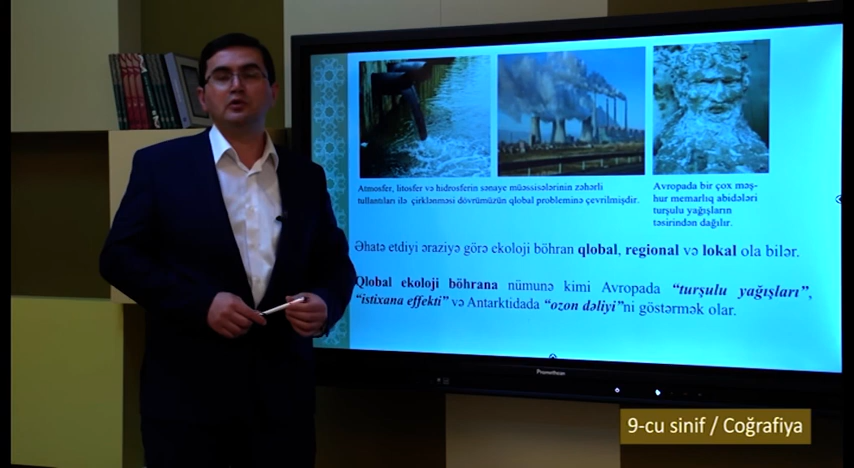 Atmosfer, litosfer və hidrosferin sənaye müəssisələrinin zəhərli
tullantıları ilə çirklənməsi dövrümüzün qlobal probleminə çevrilmişdir.
Avropada bir çox məş-
hur memarlıq abidələri
turşulu yağışların
təsirindən dağılır.
Əhatə etdiyi əraziyə görə ekoloji böhran qlobal, regional və lokal ola bilər.
Qlobal ekoloji böhrana nümunə kimi Avropada “turşulu yağışları”,
“istixana effekti” və Antarktidada “ozon dəliyi”ni göstərmək olar.
Promethean
9-cu sinif / Coğrafiya